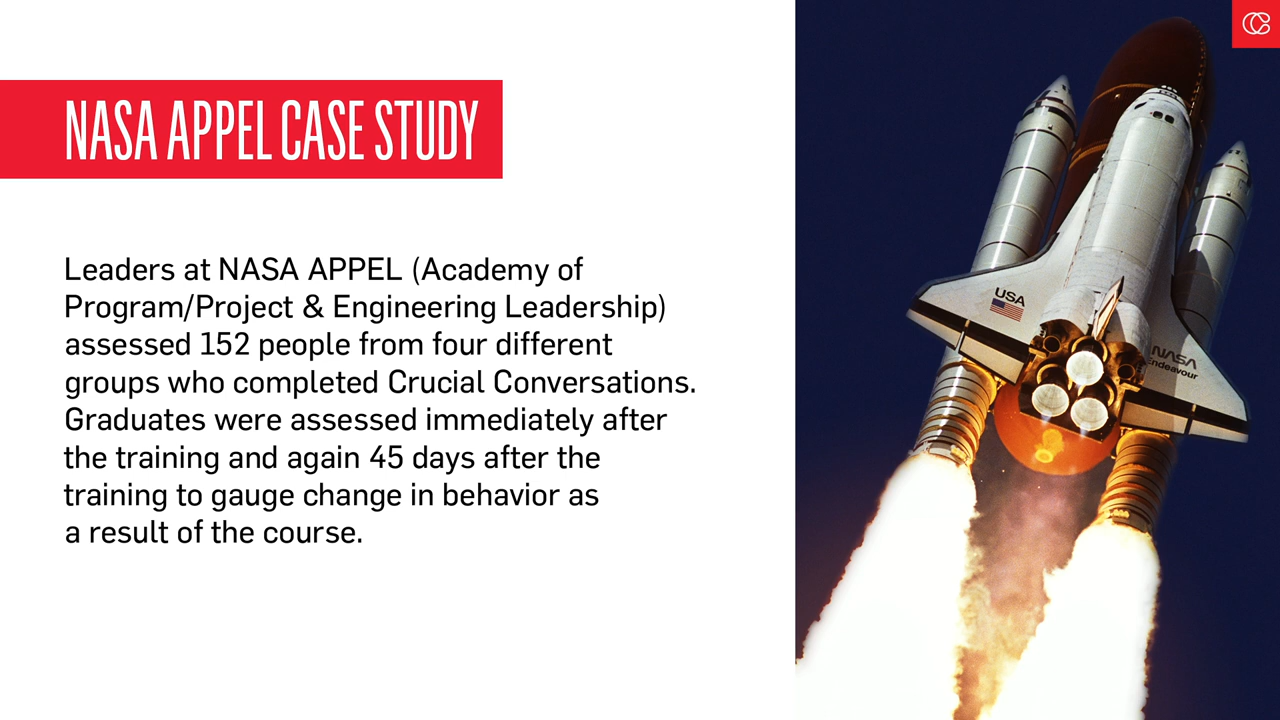 NASA APPEL CASE STUDY
Leaders at NASA APPEL (Academy of
Program/Project & Engineering Leadership)
assessed 152 people from four different
groups who completed Crucial Conversations.
Graduates were assessed immediately after
the training and again 45 days after the
training to gauge change in behavior as
a result of the course.
USA
NASA
Endeavour